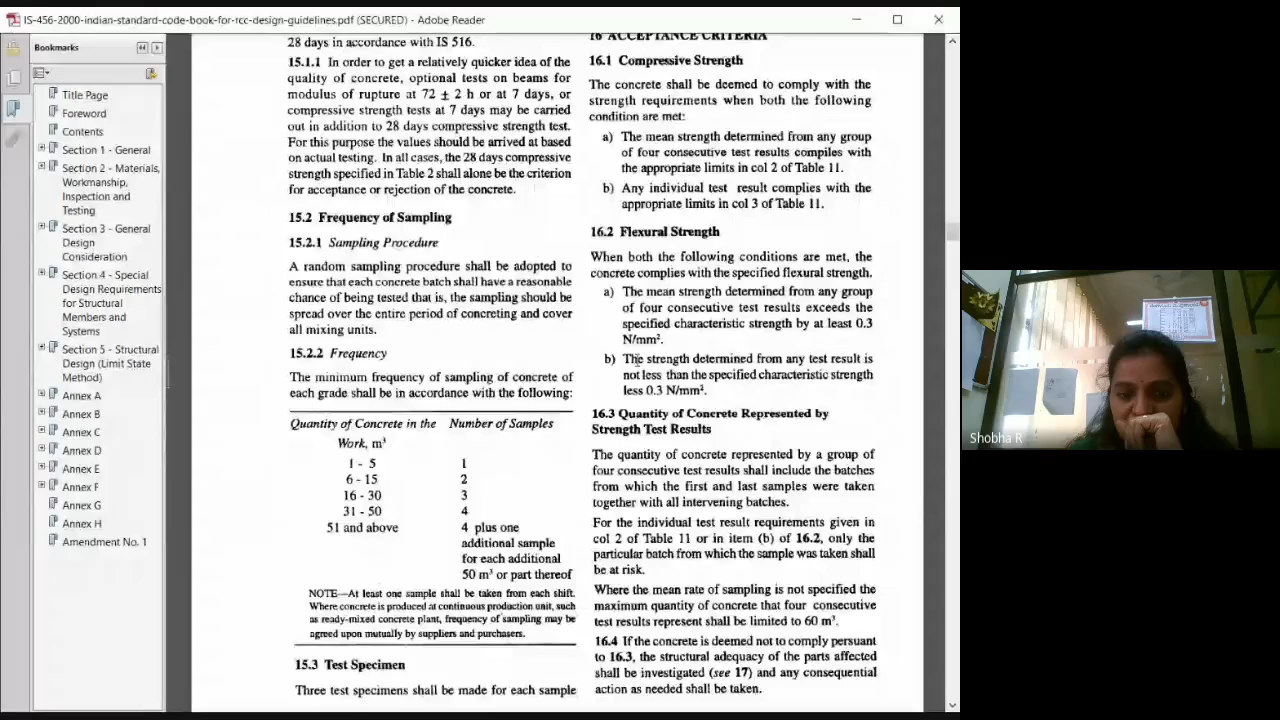 IS-456-2000-indian-standard-code-book-for-rcc-design-guidelines.pdf (SECURED) - Adobe Reader
Bookmarks
Title Page
Foreword
Contents
Section 1 - General
Section 2 - Materials,
Workmanship,
Inspection and
Testing
Section 3 - General
Design
Consideration
Section 4 - Special
Design Requirements
for Structural
Members and
Systems
Section 5 - Structural
Design (Limit State
Method)
Annex A
Annex B
Annex C
Annex D
Annex E
Annex F
Annex G
Annex H
Amendment No. 1
28 days in accordance with IS 516.
15.1.1 In order to get a relatively quicker idea of the
quality of concrete, optional tests on beams for
modulus of rupture at 72 ± 2 h or at 7 days, or
compressive strength tests at 7 days may be carried
out in addition to 28 days compressive strength test.
For this purpose the values should be arrived at based
on actual testing. In all cases, the 28 days compressive
strength specified in Table 2 shall alone be the criterion
for acceptance or rejection of the concrete.
15.2 Frequency of Sampling
15.2.1 Sampling Procedure
A random sampling procedure shall be adopted to
ensure that each concrete batch shall have a reasonable
chance of being tested that is, the sampling should be
spread over the entire period of concreting and cover
all mixing units.
15.2.2 Frequency
The minimum frequency of sampling of concrete of
each grade shall be in accordance with the following:
Quantity of Concrete in the Number of Samples
Work, m³
1 - 5 1
6 - 15 2
16 - 30 3
31 - 50 4
51 and above 4 plus one
additional sample
for each additional
50 m³ or part thereof
NOTE—At least one sample shall be taken from each shift.
Where concrete is produced at continuous production unit, such
as ready-mixed concrete plant, frequency of sampling may be
agreed upon mutually by suppliers and purchasers.
15.3 Test Specimen
Three test specimens shall be made for each sample
16 ACCEPTANCE CRITERIA
16.1 Compressive Strength
The concrete shall be deemed to comply with the
strength requirements when both the following
condition are met:
a) The mean strength determined from any group
of four consecutive test results compiles with
the appropriate limits in col 2 of Table 11.
b) Any individual test result complies with the
appropriate limits in col 3 of Table 11.
16.2 Flexural Strength
When both the following conditions are met, the
concrete complies with the specified flexural strength.
a) The mean strength determined from any group
of four consecutive test results exceeds the
specified characteristic strength by at least 0.3
N/mm².
b) The strength determined from any test result is
not less than the specified characteristic strength
less 0.3 N/mm².
16.3 Quantity of Concrete Represented by
Strength Test Results
The quantity of concrete represented by a group of
four consecutive test results shall include the batches
from which the first and last samples were taken
together with all intervening batches.
For the individual test result requirements given in
col 2 of Table 11 or in item (b) of 16.2, only the
particular batch from which the sample was taken shall
be at risk.
Where the mean rate of sampling is not specified the
maximum quantity of concrete that four consecutive
test results represent shall be limited to 60 m³.
16.4 If the concrete is deemed not to comply persuant
to 16.3, the structural adequacy of the parts affected
shall be investigated (see 17) and any consequential
action as needed shall be taken.
Shobha R